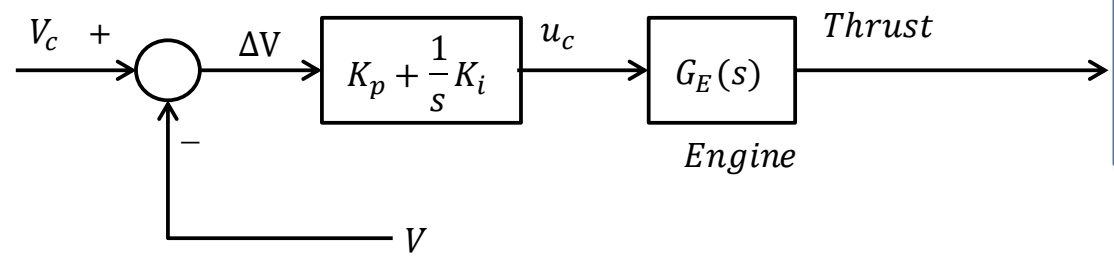 V_c + ΔV K_p + \frac{1}{s} K_i u_c G_E(s) Thrust
−
Engine
V